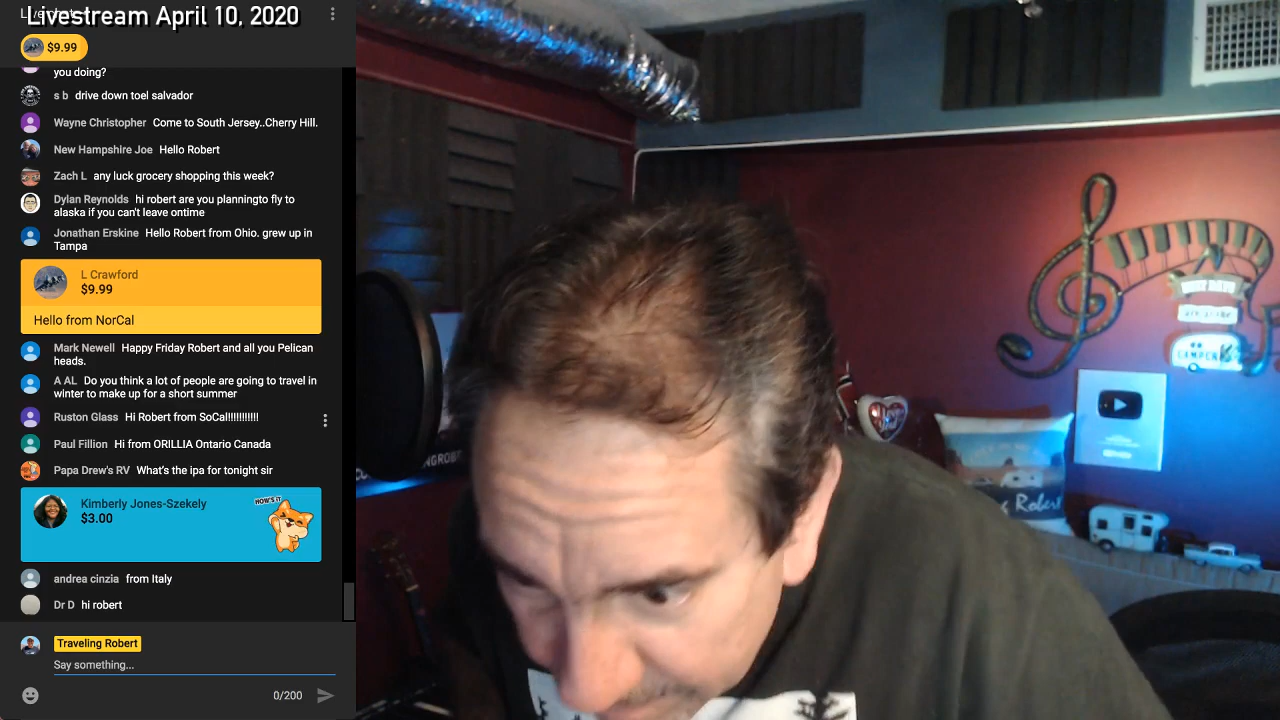 Livestream April 10, 2020
$9.99
you doing?
s b drive down toel salvador
Wayne Christopher Come to South Jersey..Cherry Hill.
New Hampshire Joe Hello Robert
Zach L any luck grocery shopping this week?
Dylan Reynolds hi robert are you planningto fly to
alaska if you can't leave ontime
Jonathan Erskine Hello Robert from Ohio. grew up in
Tampa
L Crawford
$9.99
Hello from NorCal
Mark Newell Happy Friday Robert and all you Pelican
heads.
A AL Do you think a lot of people are going to travel in
winter to make up for a short summer
Ruston Glass Hi Robert from SoCal!!!!!!!!!!!
Paul Fillion Hi from ORILLIA Ontario Canada
Papa Drew's RV What's the ipa for tonight sir
Kimberly Jones-Szekely
$3.00
HOW'S IT
andrea cinzia from Italy
Dr D hi robert
Traveling Robert
Say something...
0/200
CAMPER
g Robert